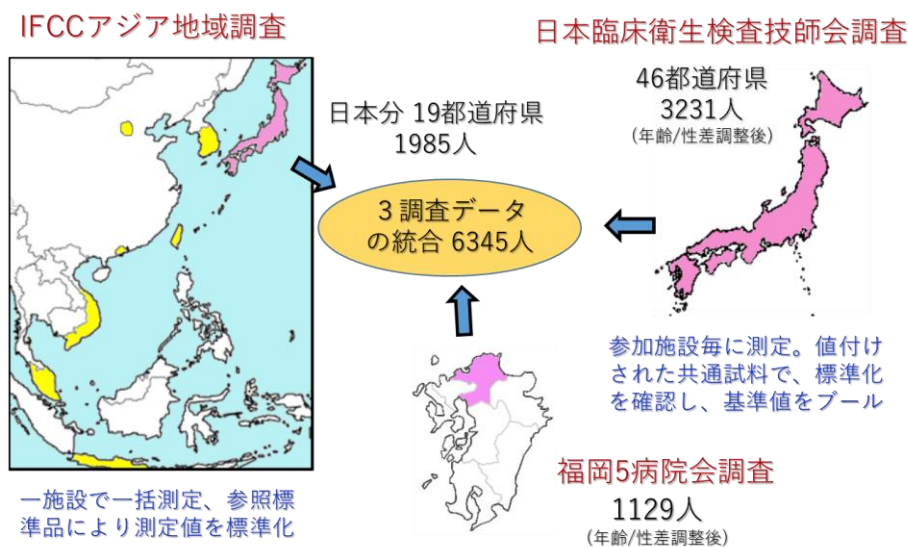 IFCCアジア地域調査
日本臨床衛生検査技師会調査
日本分 19都道府県
1985人
46都道府県
3231人
(年齢/性差調整後)
３調査データ
の統合 6345人
参加施設毎に測定。値付け
された共通試料で、標準化
を確認し、基準値をブール
福岡5病院会調査
1129人
(年齢/性差調整後)
一施設で一括測定、参照標
準品により測定値を標準化